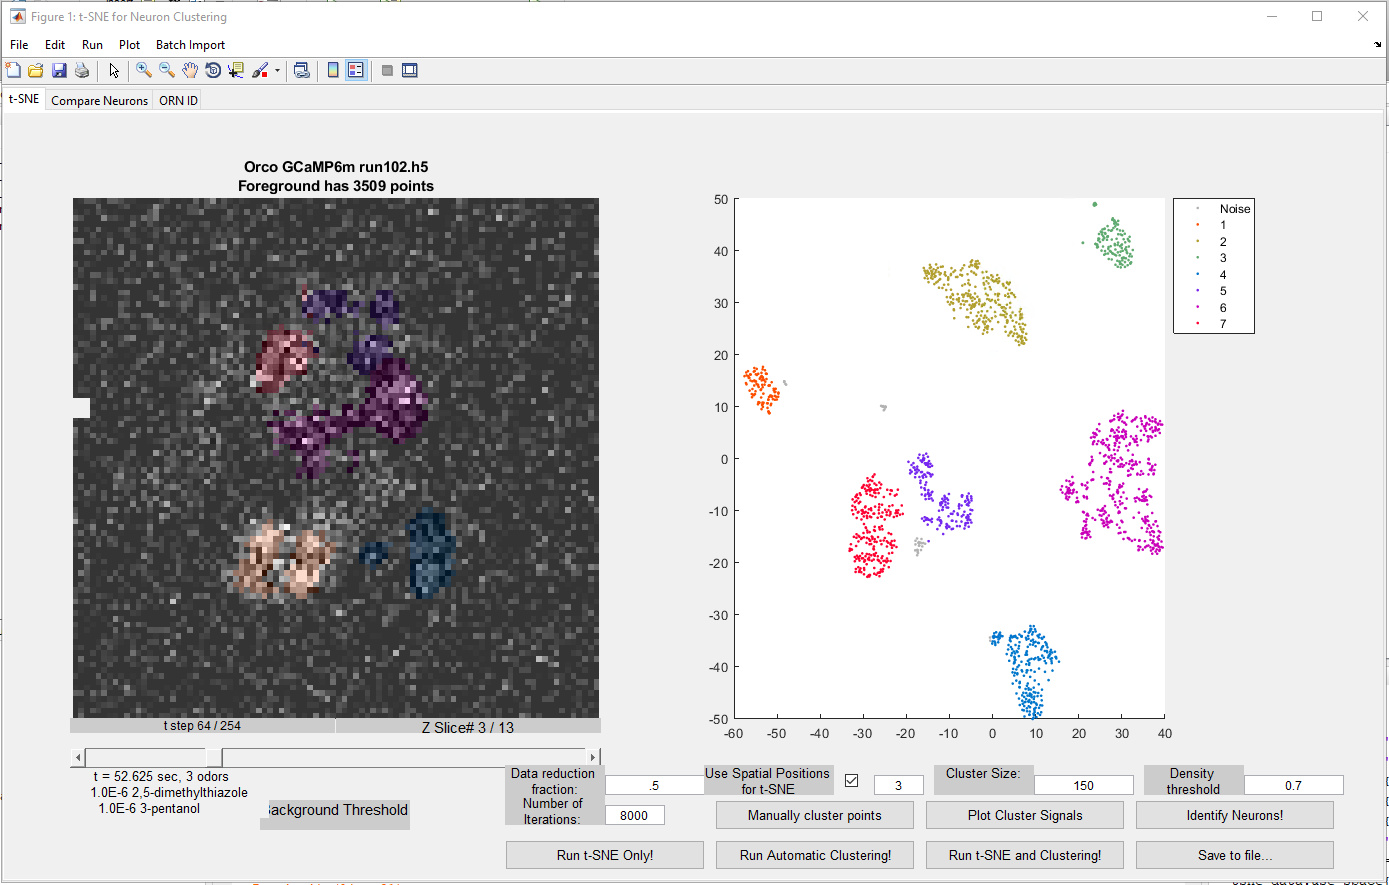 Figure 1: t-SNE for Neuron Clustering
File Edit Run Plot Batch Import
t-SNE Compare Neurons ORN ID
Orco GCaMP6m run102.h5
Foreground has 3509 points
t step 64 / 254
Z Slice# 3 / 13
t = 52.625 sec, 3 odors
1.0E-6 2,5-dimethylthiazole
1.0E-6 3-pentanol
ackground Threshold
50
40
30
20
10
0
-10
-20
-30
-40
-50
-60 -50 -40 -30 -20 -10 0 10 20 30 40
Noise
1
2
3
4
5
6
7
Data reduction
fraction:
.5
Number of
Iterations:
8000
Use Spatial Positions
for t-SNE
3
Cluster Size:
150
Density
threshold
0.7
Manually cluster points
Plot Cluster Signals
Identify Neurons!
Run t-SNE Only!
Run Automatic Clustering!
Run t-SNE and Clustering!
Save to file...